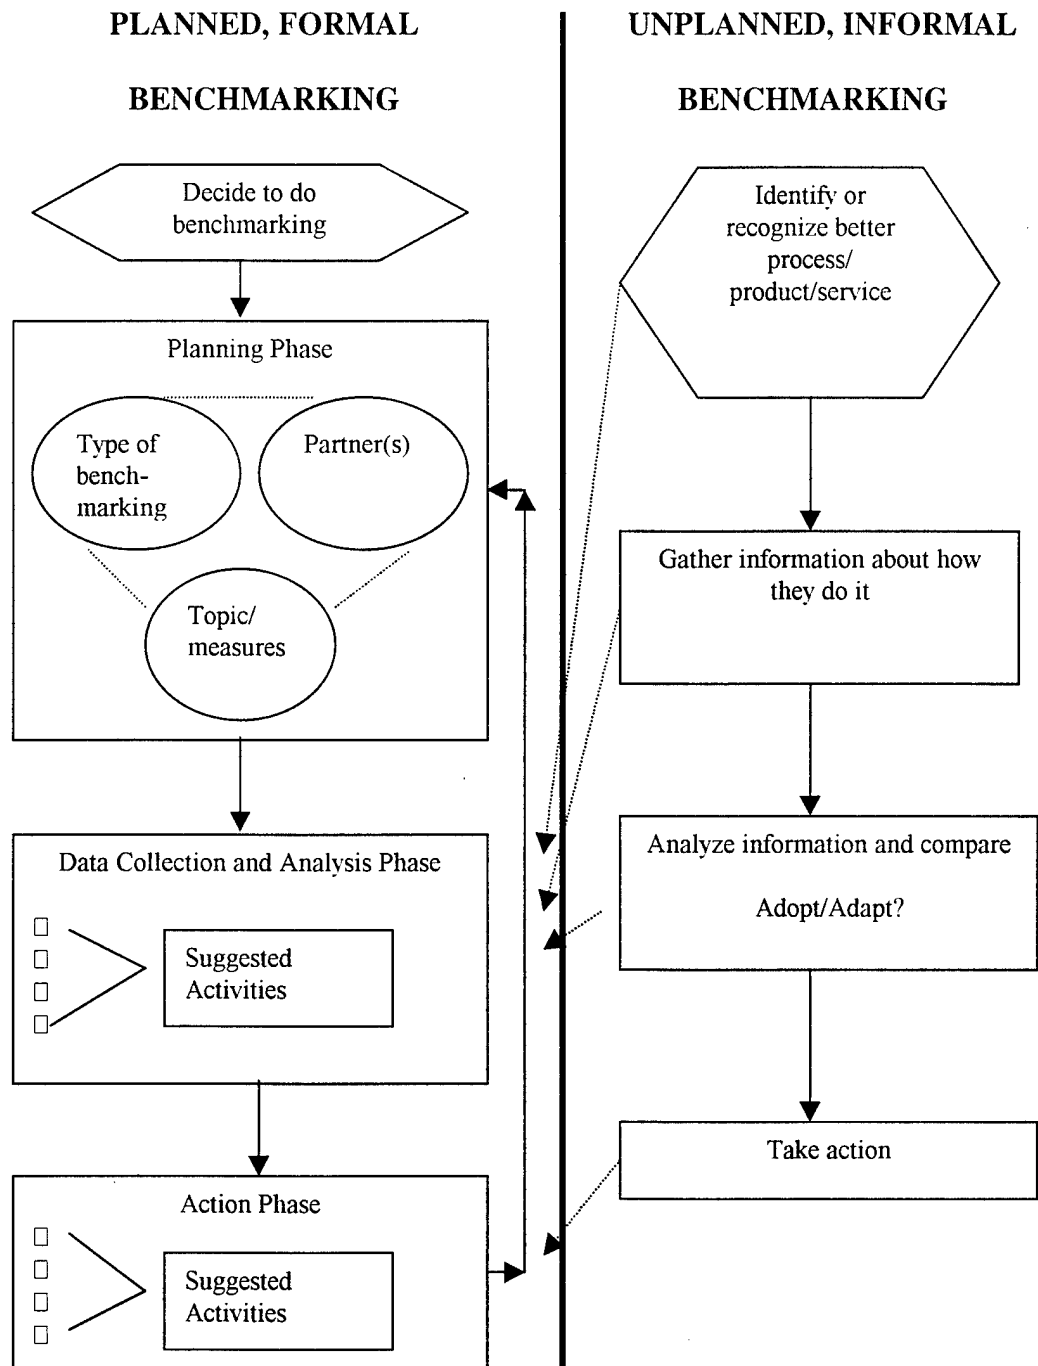 PLANNED, FORMAL
BENCHMARKING
Decide to do
benchmarking
Planning Phase
Type of
bench-
marking
Partner(s)
Topic/
measures
Data Collection and Analysis Phase
Suggested
Activities
Action Phase
Suggested
Activities
UNPLANNED, INFORMAL
BENCHMARKING
Identify or
recognize better
process/
product/service
Gather information about how
they do it
Analyze information and compare
Adopt/Adapt?
Take action